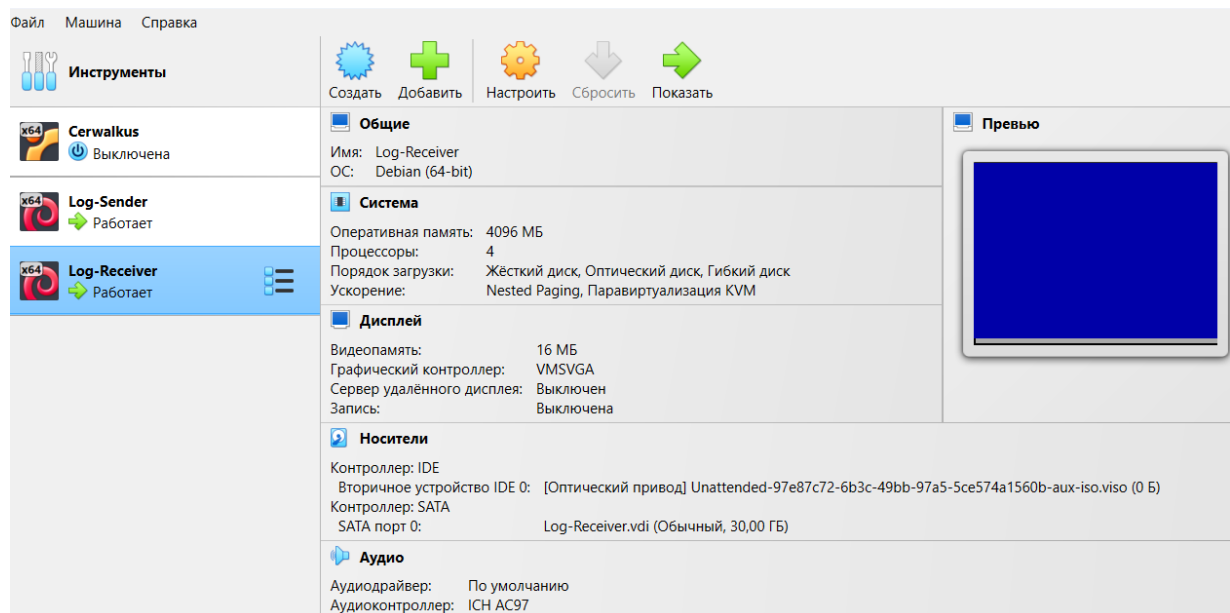 Файл Машина Справка
Инструменты
Создать Добавить Настроить Сбросить Показать
x64 Cerwalkus
Выключена
x64 Log-Sender
Работает
x64 Log-Receiver
Работает
Общие
Имя: Log-Receiver
ОС: Debian (64-bit)
Превью
Система
Оперативная память: 4096 МБ
Процессоры: 4
Порядок загрузки: Жёсткий диск, Оптический диск, Гибкий диск
Ускорение: Nested Paging, Паравиртуализация KVM
Дисплей
Видеопамять: 16 МБ
Графический контроллер: VMSVGA
Сервер удалённого дисплея: Выключен
Запись: Выключена
Носители
Контроллер: IDE
Вторичное устройство IDE 0: [Оптический привод] Unattended-97e87c72-6b3c-49bb-97a5-5ce574a1560b-aux-iso.viso (0 Б)
Контроллер: SATA
SATA порт 0: Log-Receiver.vdi (Обычный, 30,00 ГБ)
Аудио
Аудиодрайвер: По умолчанию
Аудиоконтроллер: ICH AC97